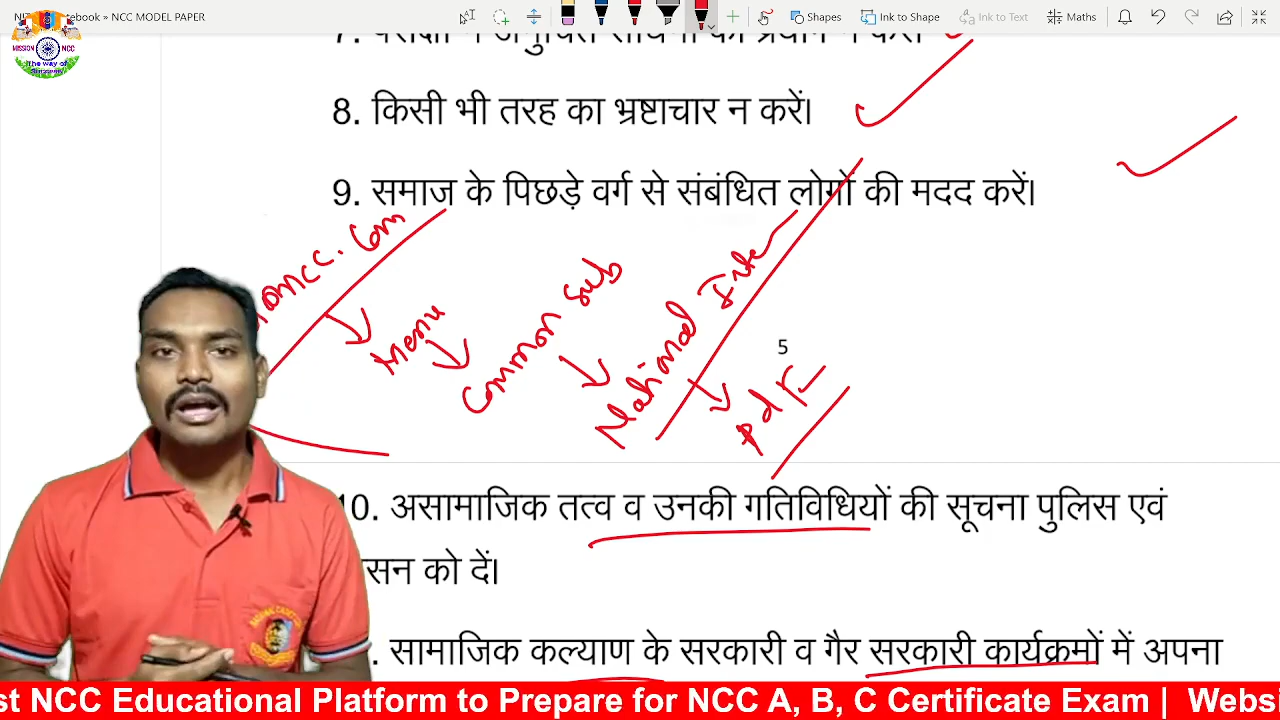 NCC MODEL PAPER
Shapes Ink to Shape Ink to Text Maths
MISSION NCC
8. किसी भी तरह का भ्रष्टाचार न करें।
9. समाज के पिछड़े वर्ग से संबंधित लोगों की मदद करें।
Menu
Common Sub
National Inte
pdf
5
10. असामाजिक तत्व व उनकी गतिविधियों की सूचना पुलिस एवं
सन को दें।
. सामाजिक कल्याण के सरकारी व गैर सरकारी कार्यक्रमों में अपना
st NCC Educational Platform to Prepare for NCC A, B, C Certificate Exam | Websi